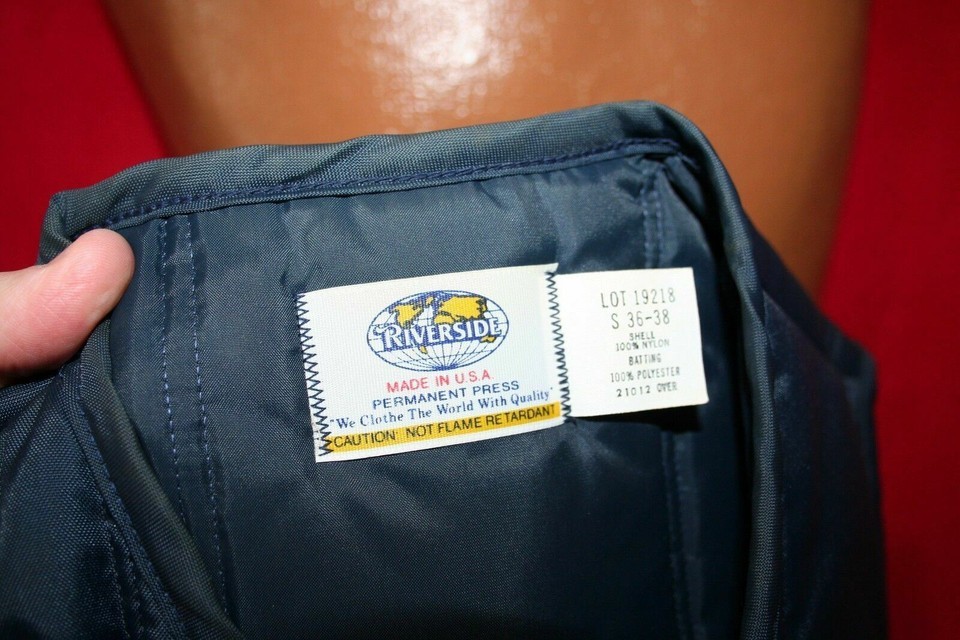 RIVERSIDE
MADE IN U.S.A.
PERMANENT PRESS
"We Clothe The World With Quality"
CAUTION: NOT FLAME RETARDANT
LOT 19218
S 36-38
SHELL
100% NYLON
BATTING
100% POLYESTER
21012 OVER